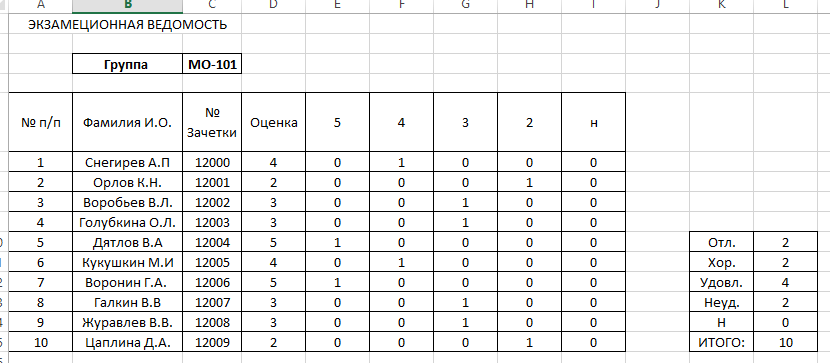 A B C D E F G H I J K L
ЭКЗАМЕЦИОННАЯ ВЕДОМОСТЬ
Группа МО-101
№ п/п Фамилия И.О. № Зачетки Оценка 5 4 3 2 н
1 Снегирев А.П 12000 4 0 1 0 0 0
2 Орлов К.Н. 12001 2 0 0 0 1 0
3 Воробьев В.Л. 12002 3 0 0 1 0 0
4 Голубкина О.Л. 12003 3 0 0 1 0 0
5 Дятлов В.А 12004 5 1 0 0 0 0 Отл. 2
6 Кукушкин М.И 12005 4 0 1 0 0 0 Хор. 2
7 Воронин Г.А. 12006 5 1 0 0 0 0 Удовл. 4
8 Галкин В.В 12007 3 0 0 1 0 0 Неуд. 2
9 Журавлев В.В. 12008 3 0 0 1 0 0 Н 0
10 Цаплина Д.А. 12009 2 0 0 0 1 0 ИТОГО: 10